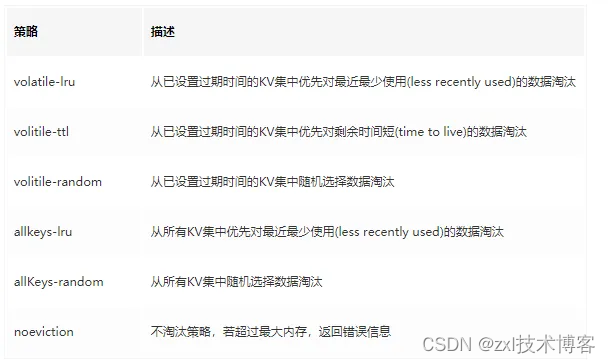 策略 描述
volatile-lru 从已设置过期时间的KV集中优先对最近最少使用(less recently used)的数据淘汰
volitile-ttl 从已设置过期时间的KV集中优先对剩余时间短(time to live)的数据淘汰
volitile-random 从已设置过期时间的KV集中随机选择数据淘汰
allkeys-lru 从所有KV集中优先对最近最少使用(less recently used)的数据淘汰
allKeys-random 从所有KV集中随机选择数据淘汰
noeviction 不淘汰策略，若超过最大内存，返回错误信息
CSDN @zxl技术博客